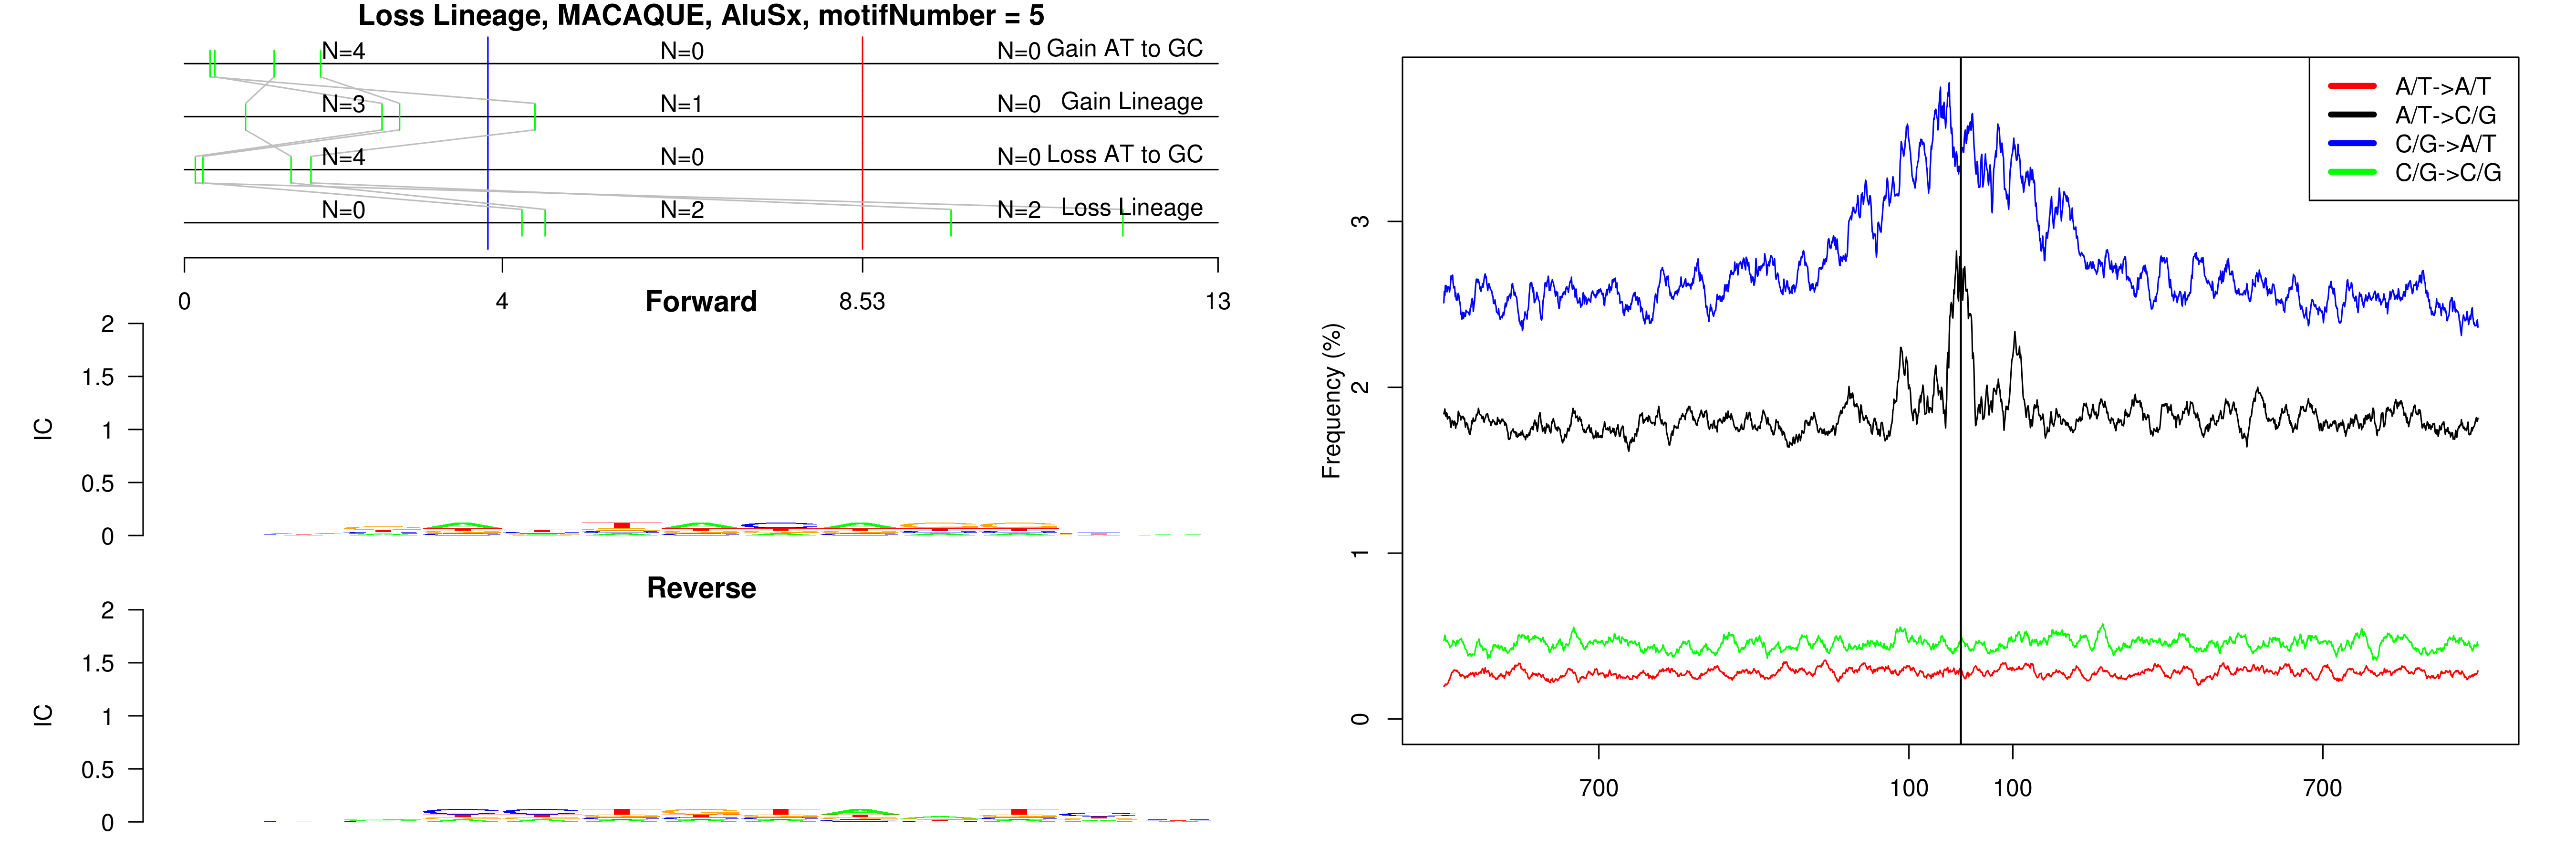 Loss Lineage, MACAQUE, AluSx, motifNumber = 5
N=4 N=0 N=0 Gain AT to GC
N=3 N=1 N=0 Gain Lineage
N=4 N=0 N=0 Loss AT to GC
N=0 N=2 N=2 Loss Lineage
0 4 8.53 13
Forward
2
1.5
1
0.5
0
IC
Reverse
2
1.5
1
0.5
0
IC
A/T->A/T
A/T->C/G
C/G->A/T
C/G->C/G
Frequency (%)
3
2
1
0
700 100 100 700